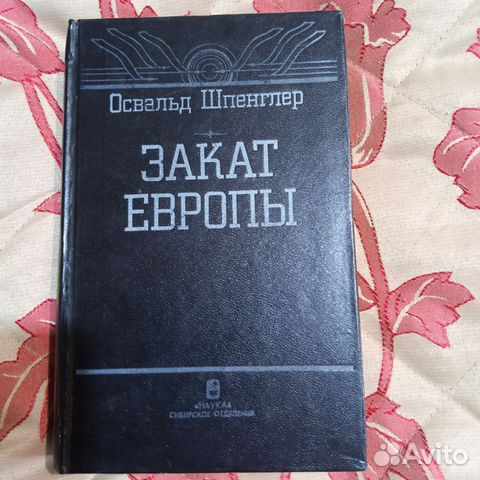 Освальд Шпенглер
ЗАКАТ
ЕВРОПЫ
«НАУКА»
СИБИРСКОЕ ОТДЕЛЕНИЕ
Avito